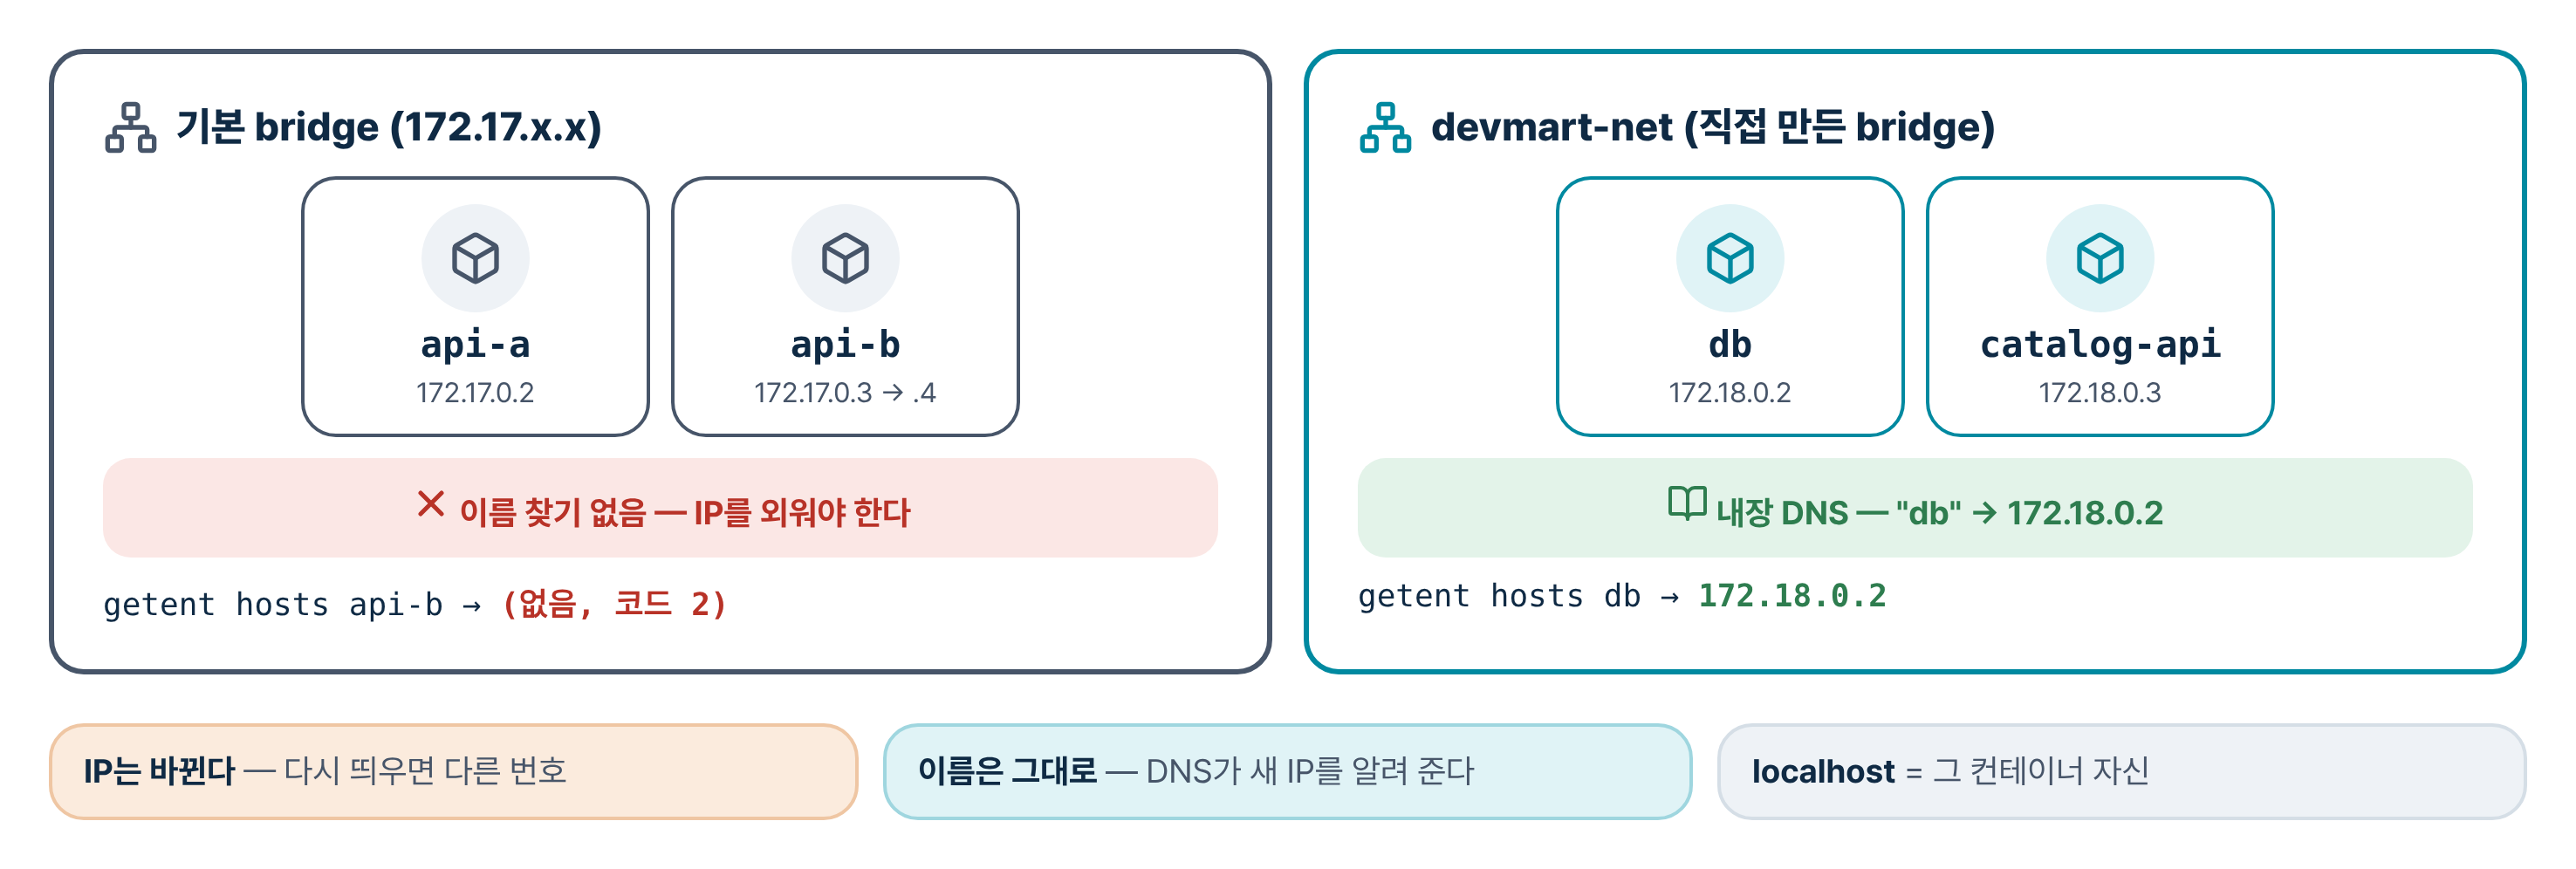 기본 bridge (172.17.x.x)
api-a
172.17.0.2
api-b
172.17.0.3 → .4
× 이름 찾기 없음 — IP를 외워야 한다
getent hosts api-b → (없음, 코드 2)
devmart-net (직접 만든 bridge)
db
172.18.0.2
catalog-api
172.18.0.3
내장 DNS — "db" → 172.18.0.2
getent hosts db → 172.18.0.2
IP는 바뀐다 — 다시 띄우면 다른 번호
이름은 그대로 — DNS가 새 IP를 알려 준다
localhost = 그 컨테이너 자신